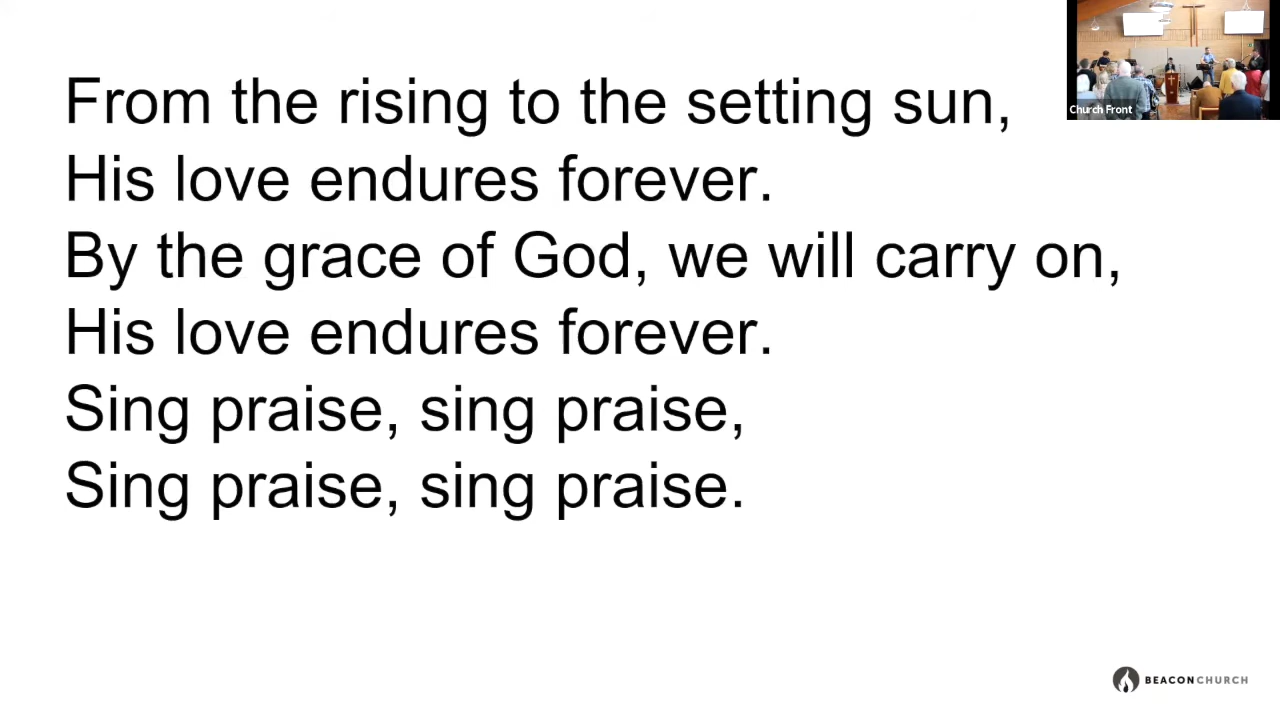 From the rising to the setting sun,
His love endures forever.
By the grace of God, we will carry on,
His love endures forever.
Sing praise, sing praise,
Sing praise, sing praise.
Church Front
BEACONCHURCH